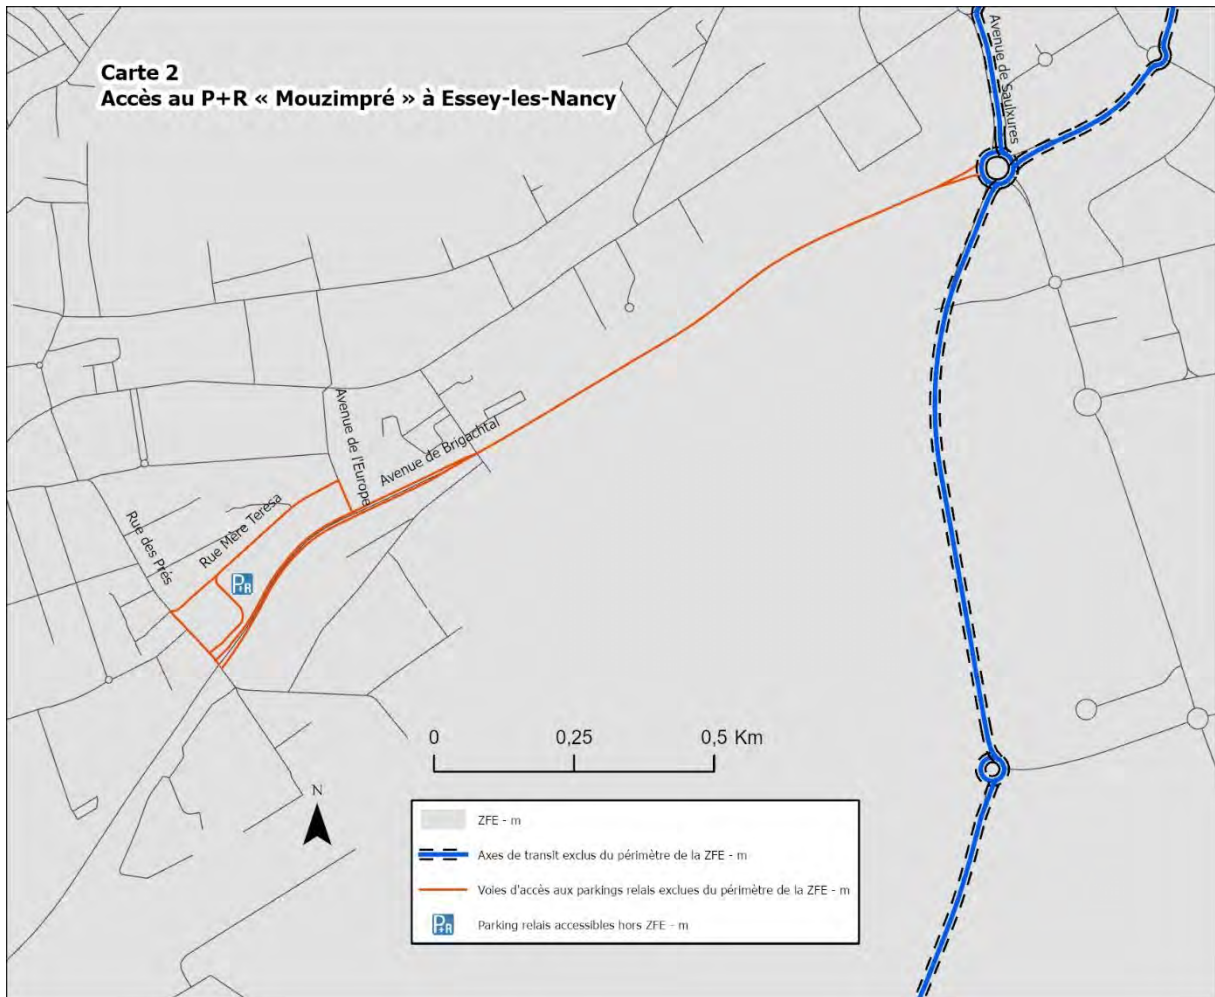 Carte 2
Accès au P+R « Mouzimpré » à Essey-les-Nancy
Avenue de Saulxures
Avenue de l'Europe
Avenue de Brigachtal
Rue Mère Teresa
Rue des Prés
P+R
0 0,25 0,5 Km
N
ZFE - m
Axes de transit exclus du périmètre de la ZFE - m
Voies d'accès aux parkings relais exclues du périmètre de la ZFE - m
P+R
Parking relais accessibles hors ZFE - m